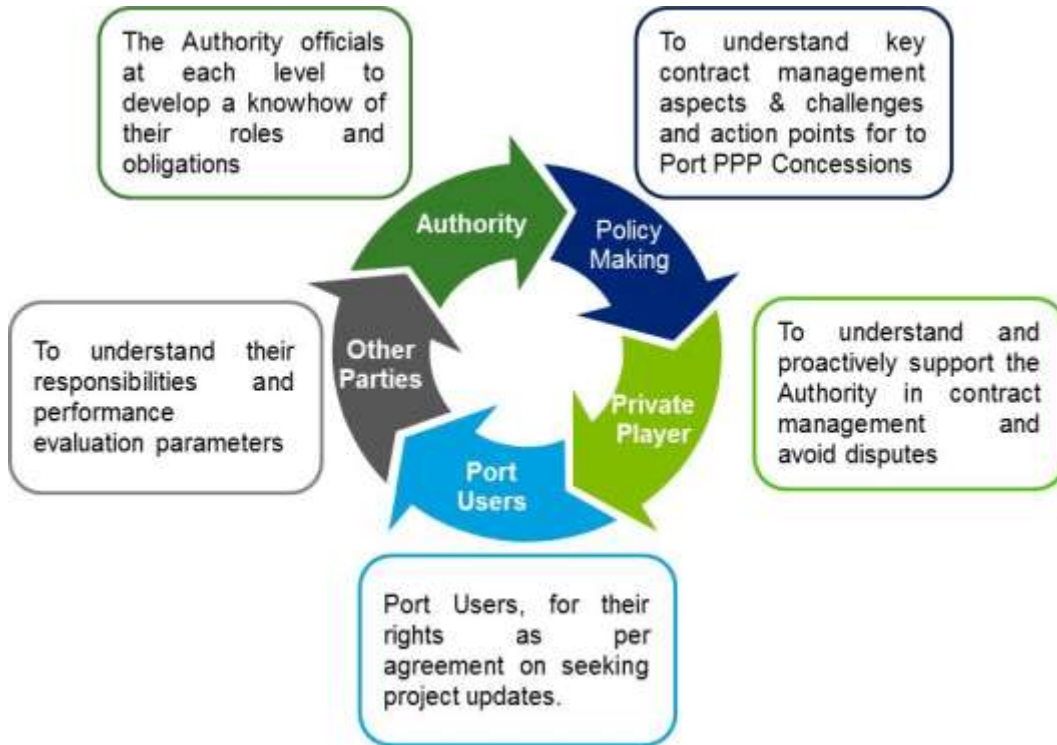 The Authority officials
at each level to
develop a knowhow of
their roles and
obligations
To understand key
contract management
aspects & challenges
and action points for to
Port PPP Concessions
Authority
Policy
Making
Other
Parties
Private
Player
Port
Users
To understand their
responsibilities and
performance
evaluation parameters
To understand and
proactively support the
Authority in contract
management and
avoid disputes
Port Users, for their
rights as per
agreement on seeking
project updates.